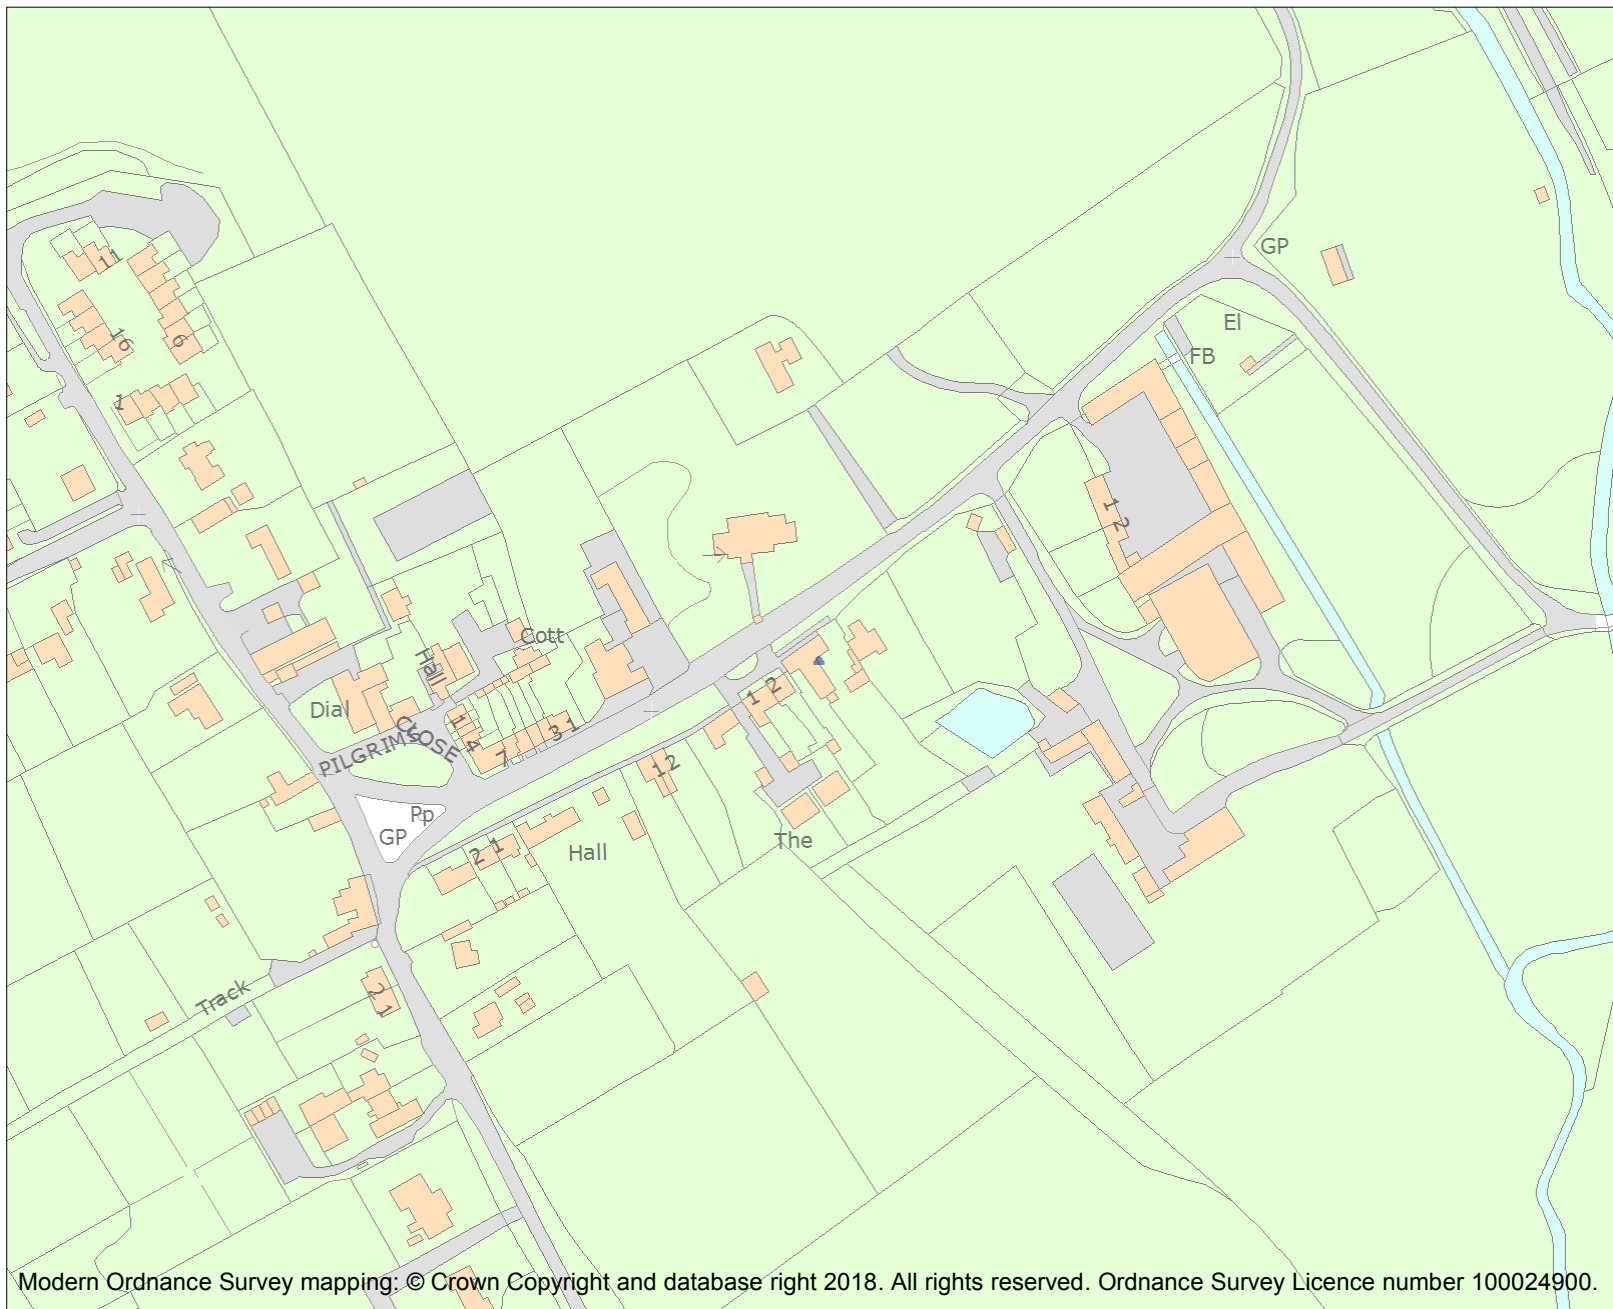 GP
11
El
16
6
FB
1
1 2
Cott
Hall
Dial
1 2
1 4
3 1
PILGRIMS
CLOSE
7
1 2
Pp
GP
The
2 1
Hall
Track
2 1
Modern Ordnance Survey mapping: © Crown Copyright and database right 2018. All rights reserved. Ordnance Survey Licence number 100024900.